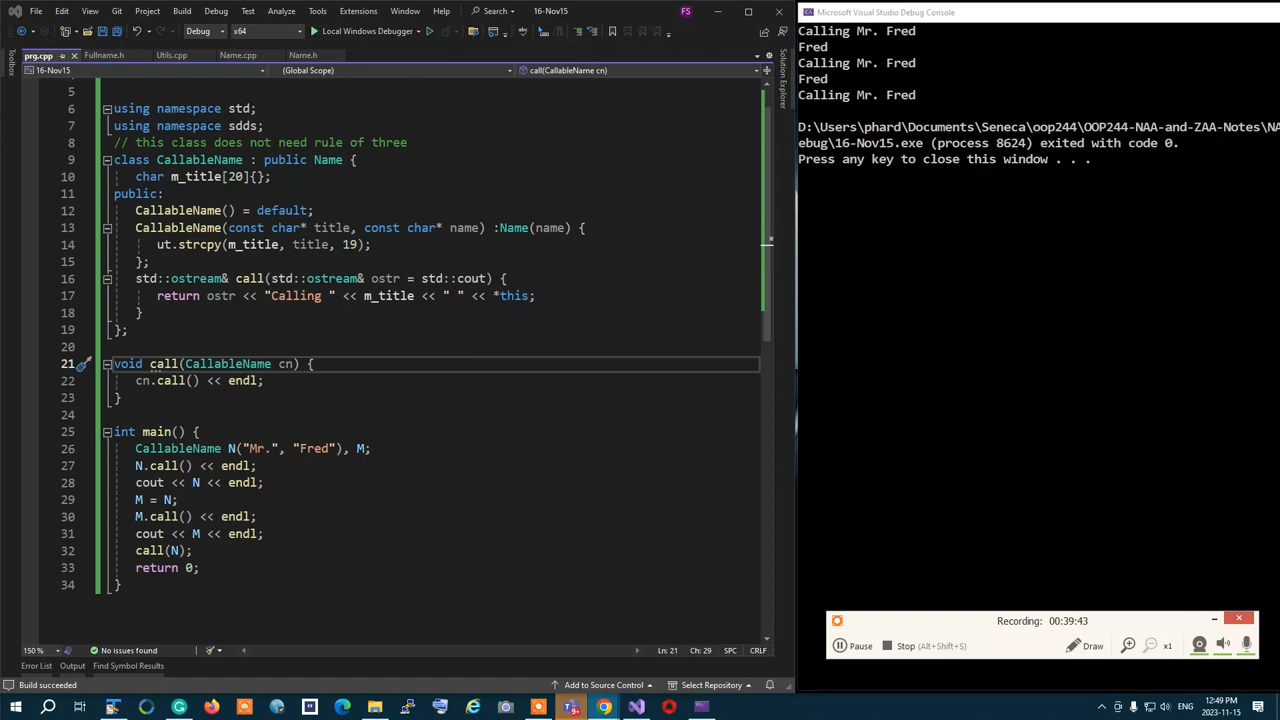 File Edit View Git Project Build Debug Test Analyze Tools Extensions Window Help Search 16-Nov15 FS
Debug x64 Local Windows Debugger
prg.cpp Fullname.h Utils.cpp Name.cpp Name.h
16-Nov15 (Global Scope) call(CallableName cn)
Toolbox
Solution Explorer
5
6 using namespace std;
7 using namespace sdds;
8 // this class does not need rule of three
9 class CallableName : public Name {
10 char m_title[20]{};
11 public:
12 CallableName() = default;
13 CallableName(const char* title, const char* name) :Name(name) {
14 ut.strcpy(m_title, title, 19);
15 };
16 std::ostream& call(std::ostream& ostr = std::cout) {
17 return ostr << "Calling " << m_title << " " << *this;
18 }
19 };
20
21 void call(CallableName cn) {
22 cn.call() << endl;
23 }
24
25 int main() {
26 CallableName N("Mr.", "Fred"), M;
27 N.call() << endl;
28 cout << N << endl;
29 M = N;
30 M.call() << endl;
31 cout << M << endl;
32 call(N);
33 return 0;
34 }
150 % No issues found Ln: 21 Ch: 29 SPC CRLF
Error List Output Find Symbol Results
Build succeeded Add to Source Control Select Repository
Microsoft Visual Studio Debug Console
Calling Mr. Fred
Fred
Calling Mr. Fred
Fred
Calling Mr. Fred
D:\Users\phard\Documents\Seneca\oop244\OOP244-NAA-and-ZAA-Notes\NA
ebug\16-Nov15.exe (process 8624) exited with code 0.
Press any key to close this window . . .
Recording: 00:39:43
Pause Stop (Alt+Shift+S) Draw x1
ENG 12:49 PM
2023-11-15